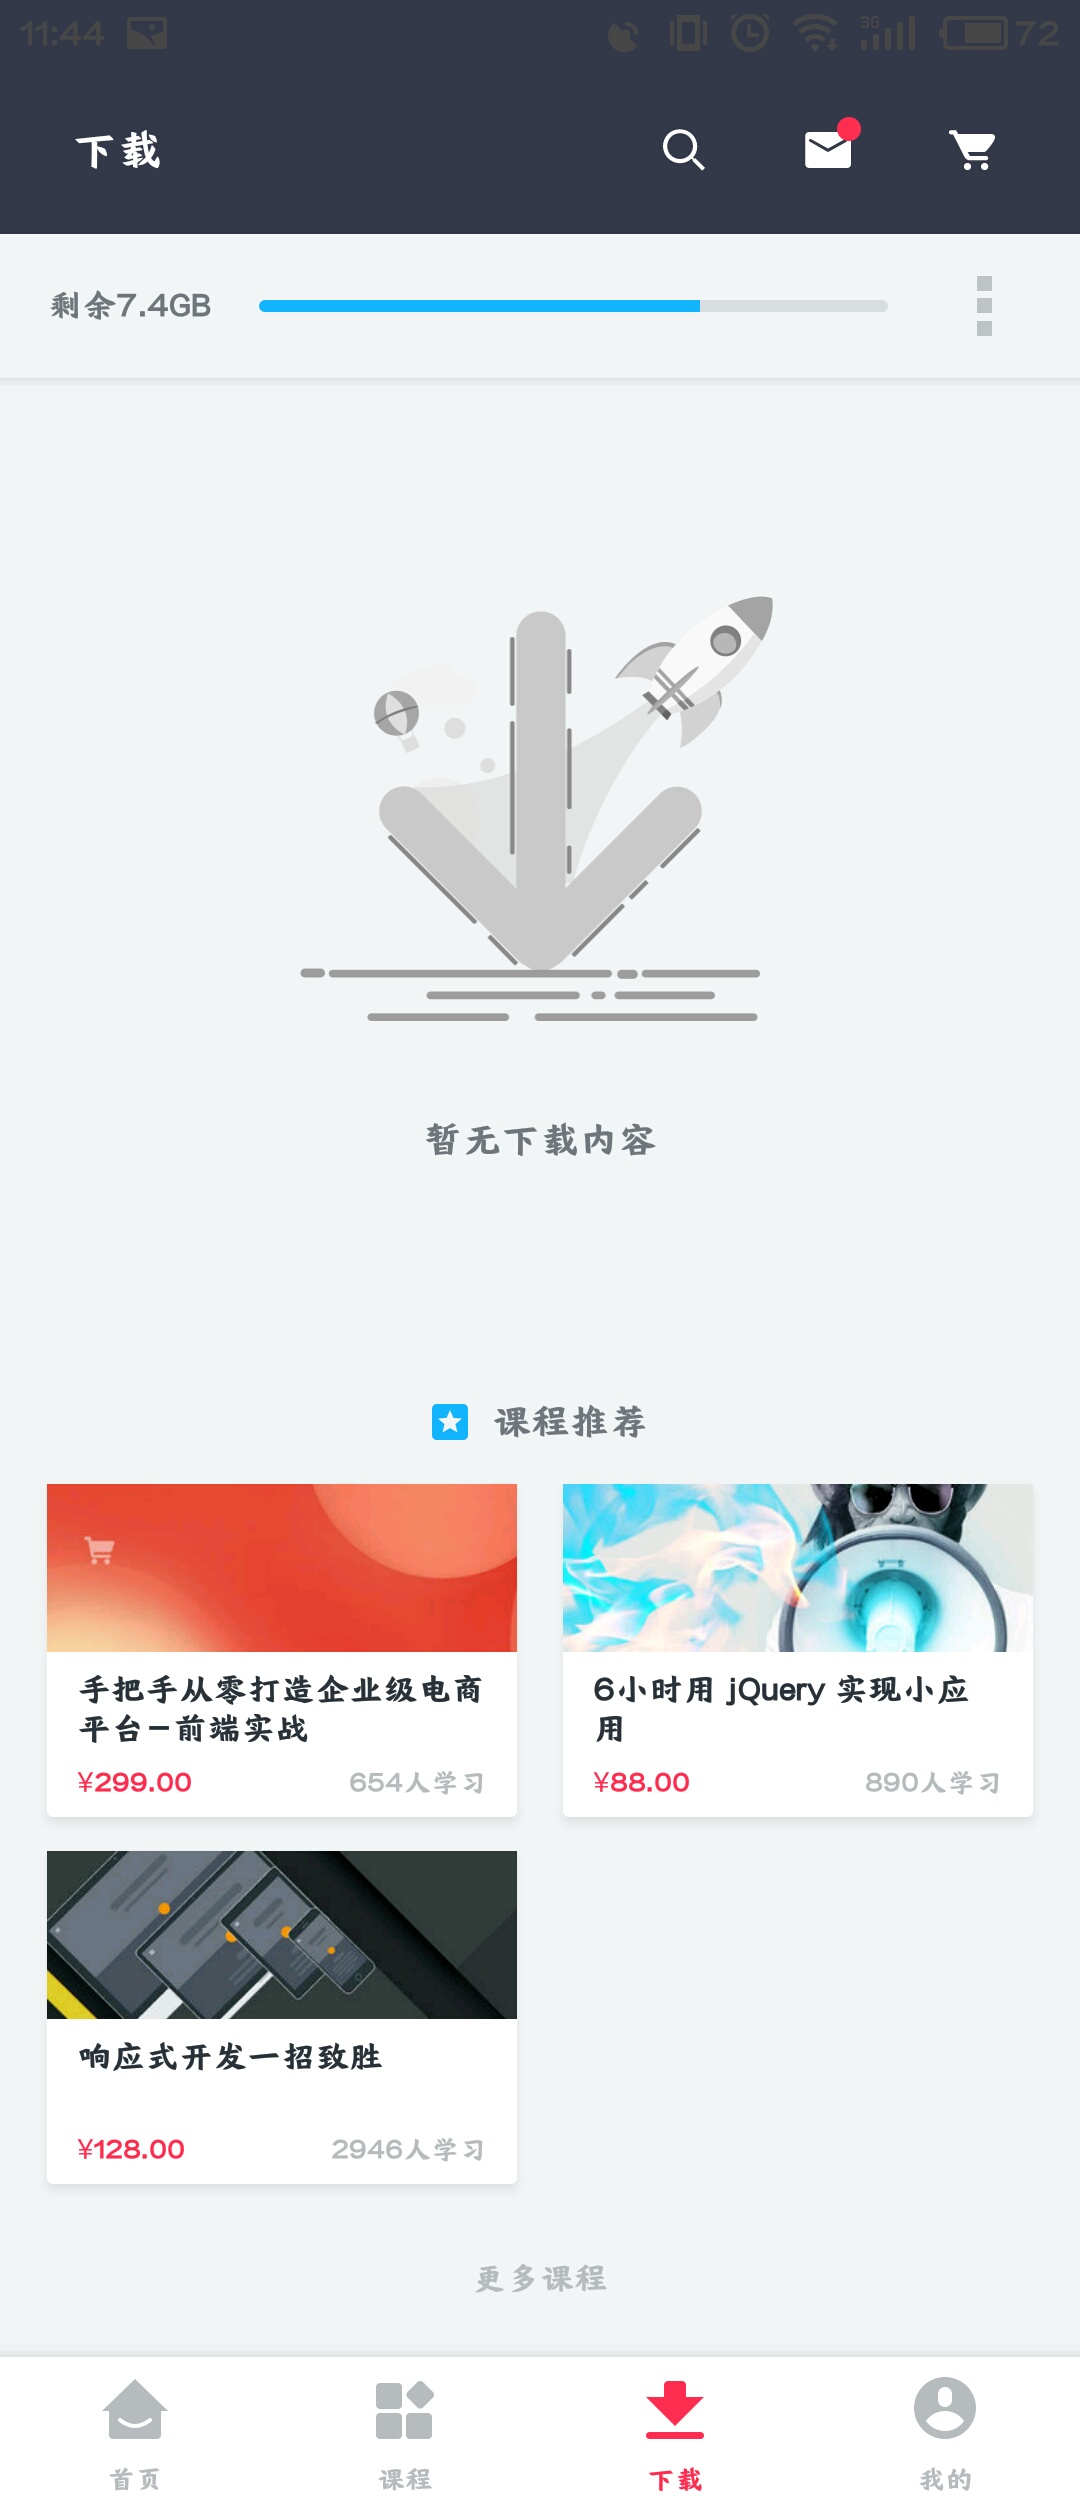 11:44
3G
72
下载
剩余7.4GB
暂无下载内容
课程推荐
手把手从零打造企业级电商
平台-前端实战
¥299.00
654人学习
6小时用 jQuery 实现小应
用
¥88.00
890人学习
响应式开发一招致胜
¥128.00
2946人学习
更多课程
首页
课程
下载
我的